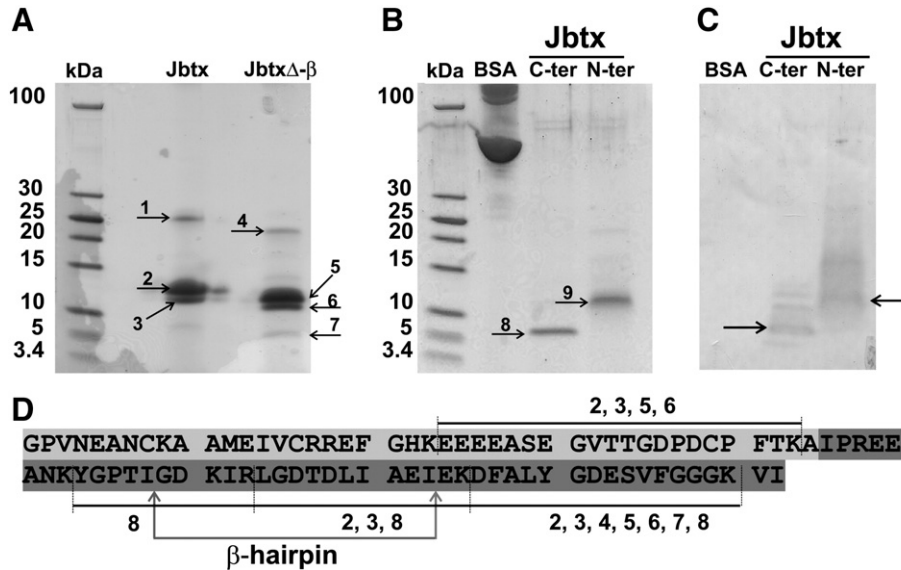 A
kDa Jbtx JbtxΔ-β
100
30
25
20
15
10
5
3.4
1
2
3
4
5
6
7
B
Jbtx
kDa BSA C-ter N-ter
100
30
25
20
15
10
5
3.4
8
9
C
Jbtx
BSA C-ter N-ter
D
2, 3, 5, 6
GPVNEANCKA AMEIVCRREF GHKEEEEASE GVTTGDPDCP FTKAIPREE
ANKYGPTIGD KIRLGDTDLI AEIEKDFALY GDESVFGGGK VI
8 2, 3, 8 2, 3, 4, 5, 6, 7, 8
β-hairpin